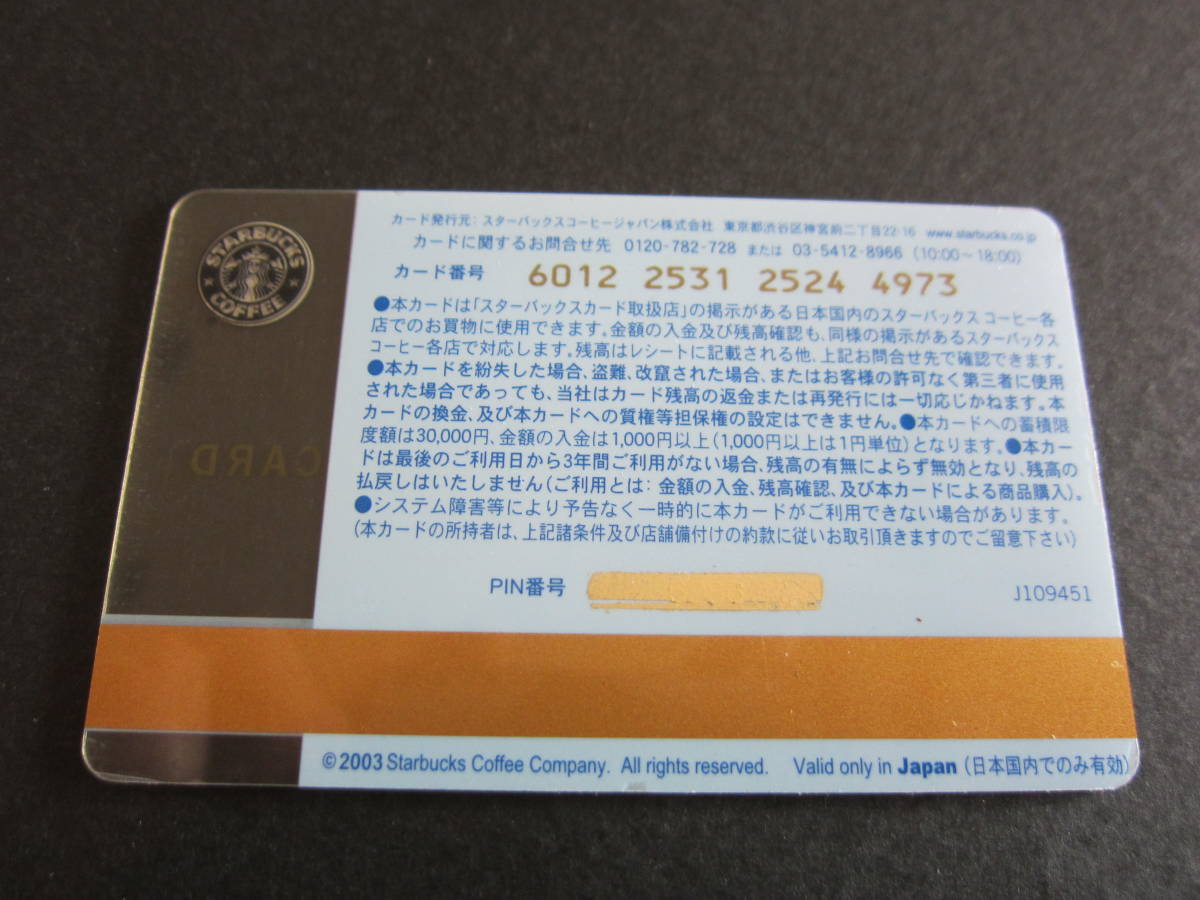 STARBUCKS
COFFEE
カード発行元: スターバックスコーヒージャパン株式会社 東京都渋谷区神宮前二丁目22-16 www.starbucks.co.jp
カードに関するお問合せ先 0120-782-728 または 03-5412-8966 (10:00〜18:00)
カード番号 6012 2531 2524 4973
●本カードは「スターバックスカード取扱店」の掲示がある日本国内のスターバックス コーヒー各
店でのお買物に使用できます。金額の入金及び残高確認も、同様の掲示があるスターバックス
コーヒー各店で対応します。残高はレシートに記載される他、上記お問合せ先で確認できます。
●本カードを紛失した場合、盗難、改竄された場合、またはお客様の許可なく第三者に使用
された場合であっても、当社はカード残高の返金または再発行には一切応じかねます。本
カードの換金、及び本カードへの質権等担保権の設定はできません。●本カードへの蓄積限
度額は30,000円、金額の入金は1,000円以上(1,000円以上は1円単位)となります。●本カー
ドは最後のご利用日から3年間ご利用がない場合、残高の有無によらず無効となり、残高の
払戻しはいたしません(ご利用とは: 金額の入金、残高確認、及び本カードによる商品購入)。
●システム障害等により予告なく一時的に本カードがご利用できない場合があります。
(本カードの所持者は、上記諸条件及び店舗備付けの約款に従いお取引頂きますのでご留意下さい)
CARD
PIN番号
J109451
©2003 Starbucks Coffee Company. All rights reserved. Valid only in Japan (日本国内でのみ有効)